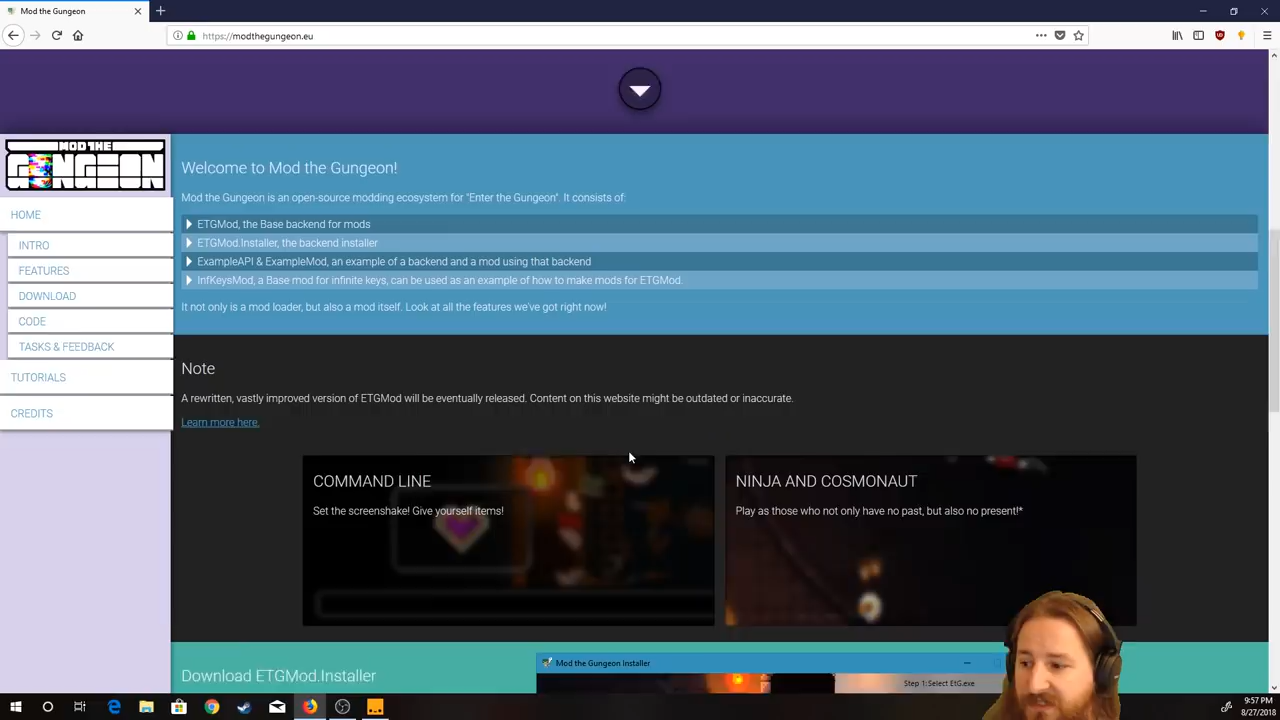 Mod the Gungeon
https://modthegungeon.eu
MOD THE
GUNGEON
HOME
INTRO
FEATURES
DOWNLOAD
CODE
TASKS & FEEDBACK
TUTORIALS
CREDITS
Welcome to Mod the Gungeon!
Mod the Gungeon is an open-source modding ecosystem for "Enter the Gungeon". It consists of:
ETGMod, the Base backend for mods
ETGMod.Installer, the backend installer
ExampleAPI & ExampleMod, an example of a backend and a mod using that backend
InfKeysMod, a Base mod for infinite keys, can be used as an example of how to make mods for ETGMod.
It not only is a mod loader, but also a mod itself. Look at all the features we've got right now!
Note
A rewritten, vastly improved version of ETGMod will be eventually released. Content on this website might be outdated or inaccurate.
Learn more here.
COMMAND LINE
Set the screenshake! Give yourself items!
NINJA AND COSMONAUT
Play as those who not only have no past, but also no present!*
Download ETGMod.Installer
Mod the Gungeon Installer
Step 1: Select EtG.exe
9:57 PM
8/27/2018